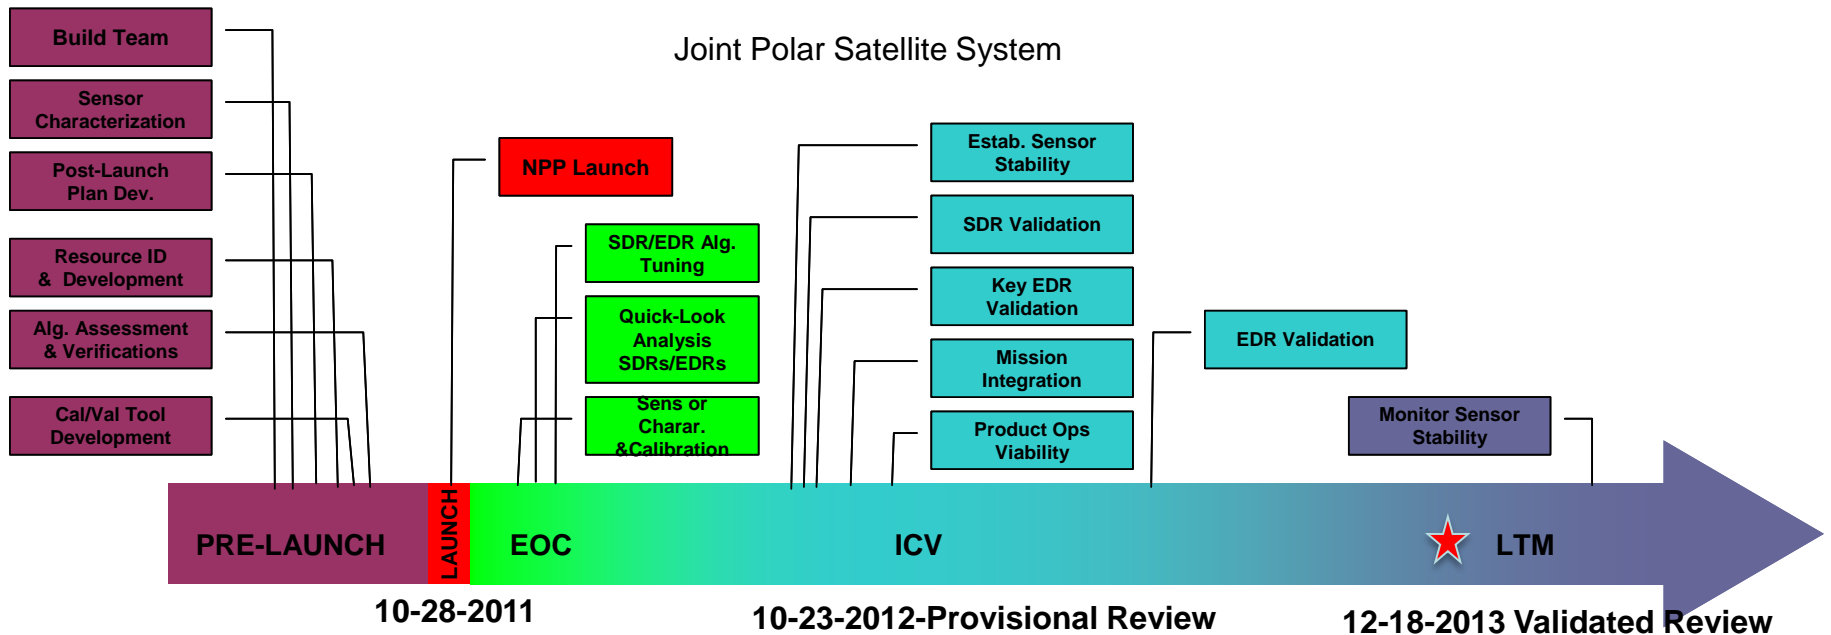 Joint Polar Satellite System
Build Team
Sensor
Characterization
Post-Launch
Plan Dev.
Resource ID
& Development
Alg. Assessment
& Verifications
Cal/Val Tool
Development
NPP Launch
SDR/EDR Alg.
Tuning
Quick-Look
Analysis
SDRs/EDRs
Sens or
Charar.
&Calibration
Estab. Sensor
Stability
SDR Validation
Key EDR
Validation
Mission
Integration
Product Ops
Viability
EDR Validation
Monitor Sensor
Stability
PRE-LAUNCH
LAUNCH
EOC
ICV
LTM
10-28-2011
10-23-2012-Provisional Review
12-18-2013 Validated Review